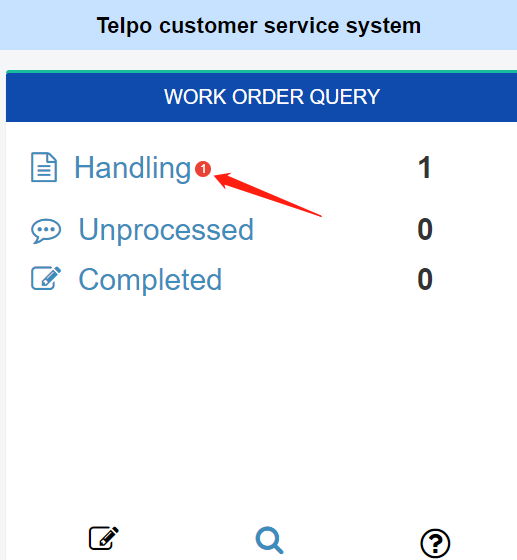 Telpo customer service system
WORK ORDER QUERY
Handling 1 1
Unprocessed 0
Completed 0
?